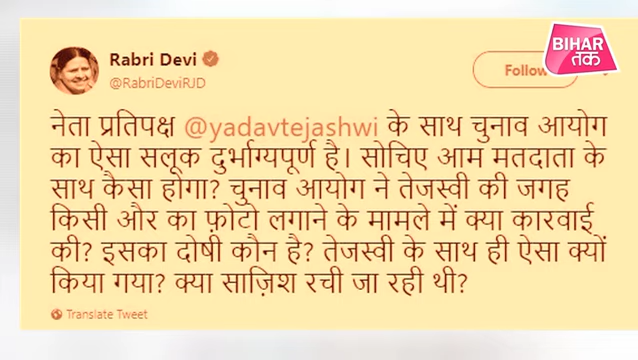 Rabri Devi
@RabriDeviRJD
BIHAR
तक
नेता प्रतिपक्ष @yadavtejashwi के साथ चुनाव आयोग
का ऐसा सलूक दुर्भाग्यपूर्ण है। सोचिए आम मतदाता के
साथ कैसा होगा? चुनाव आयोग ने तेजस्वी की जगह
किसी और का फ़ोटो लगाने के मामले में क्या कारवाई
की? इसका दोषी कौन है? तेजस्वी के साथ ही ऐसा क्यों
किया गया? क्या साज़िश रची जा रही थी?
Translate Tweet